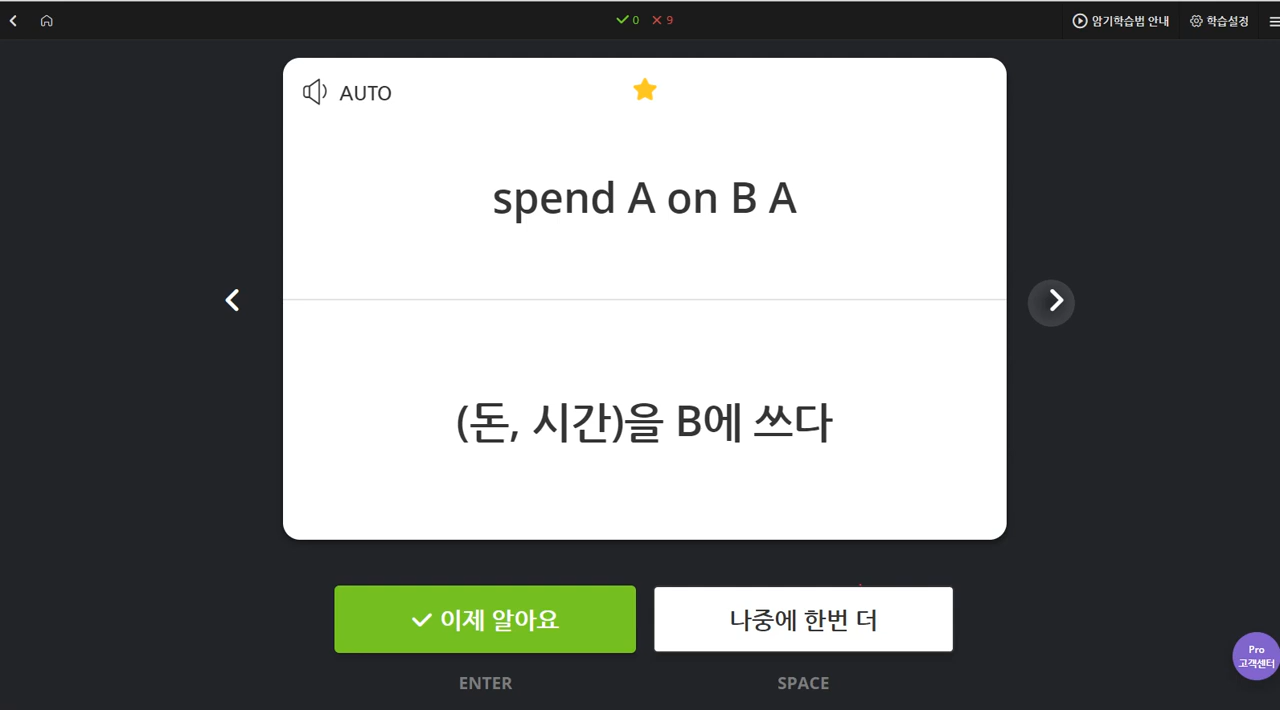 0 9 암기학습법 안내 학습설정
AUTO
spend A on B A
(돈, 시간)을 B에 쓰다
이제 알아요 나중에 한번 더
ENTER SPACE
Pro
고객센터